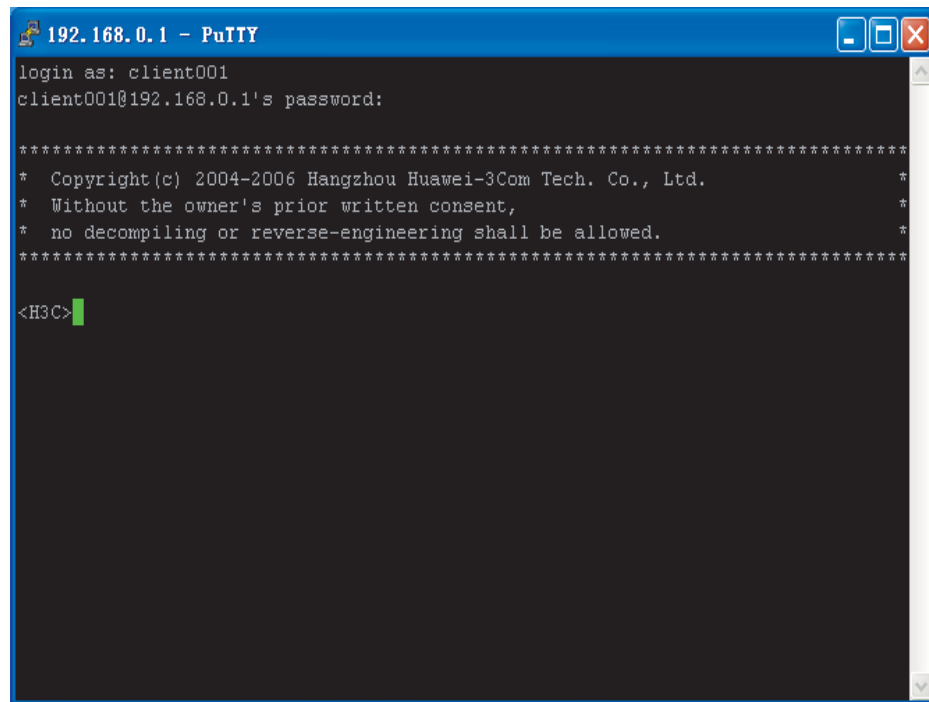 192.168.0.1 - PuTTY
login as: client001
client001@192.168.0.1's password:
********************************************************************************
*  Copyright(c) 2004-2006 Hangzhou Huawei-3Com Tech. Co., Ltd.                 *
*  Without the owner's prior written consent,                                  *
*  no decompiling or reverse-engineering shall be allowed.                     *
********************************************************************************
<H3C>